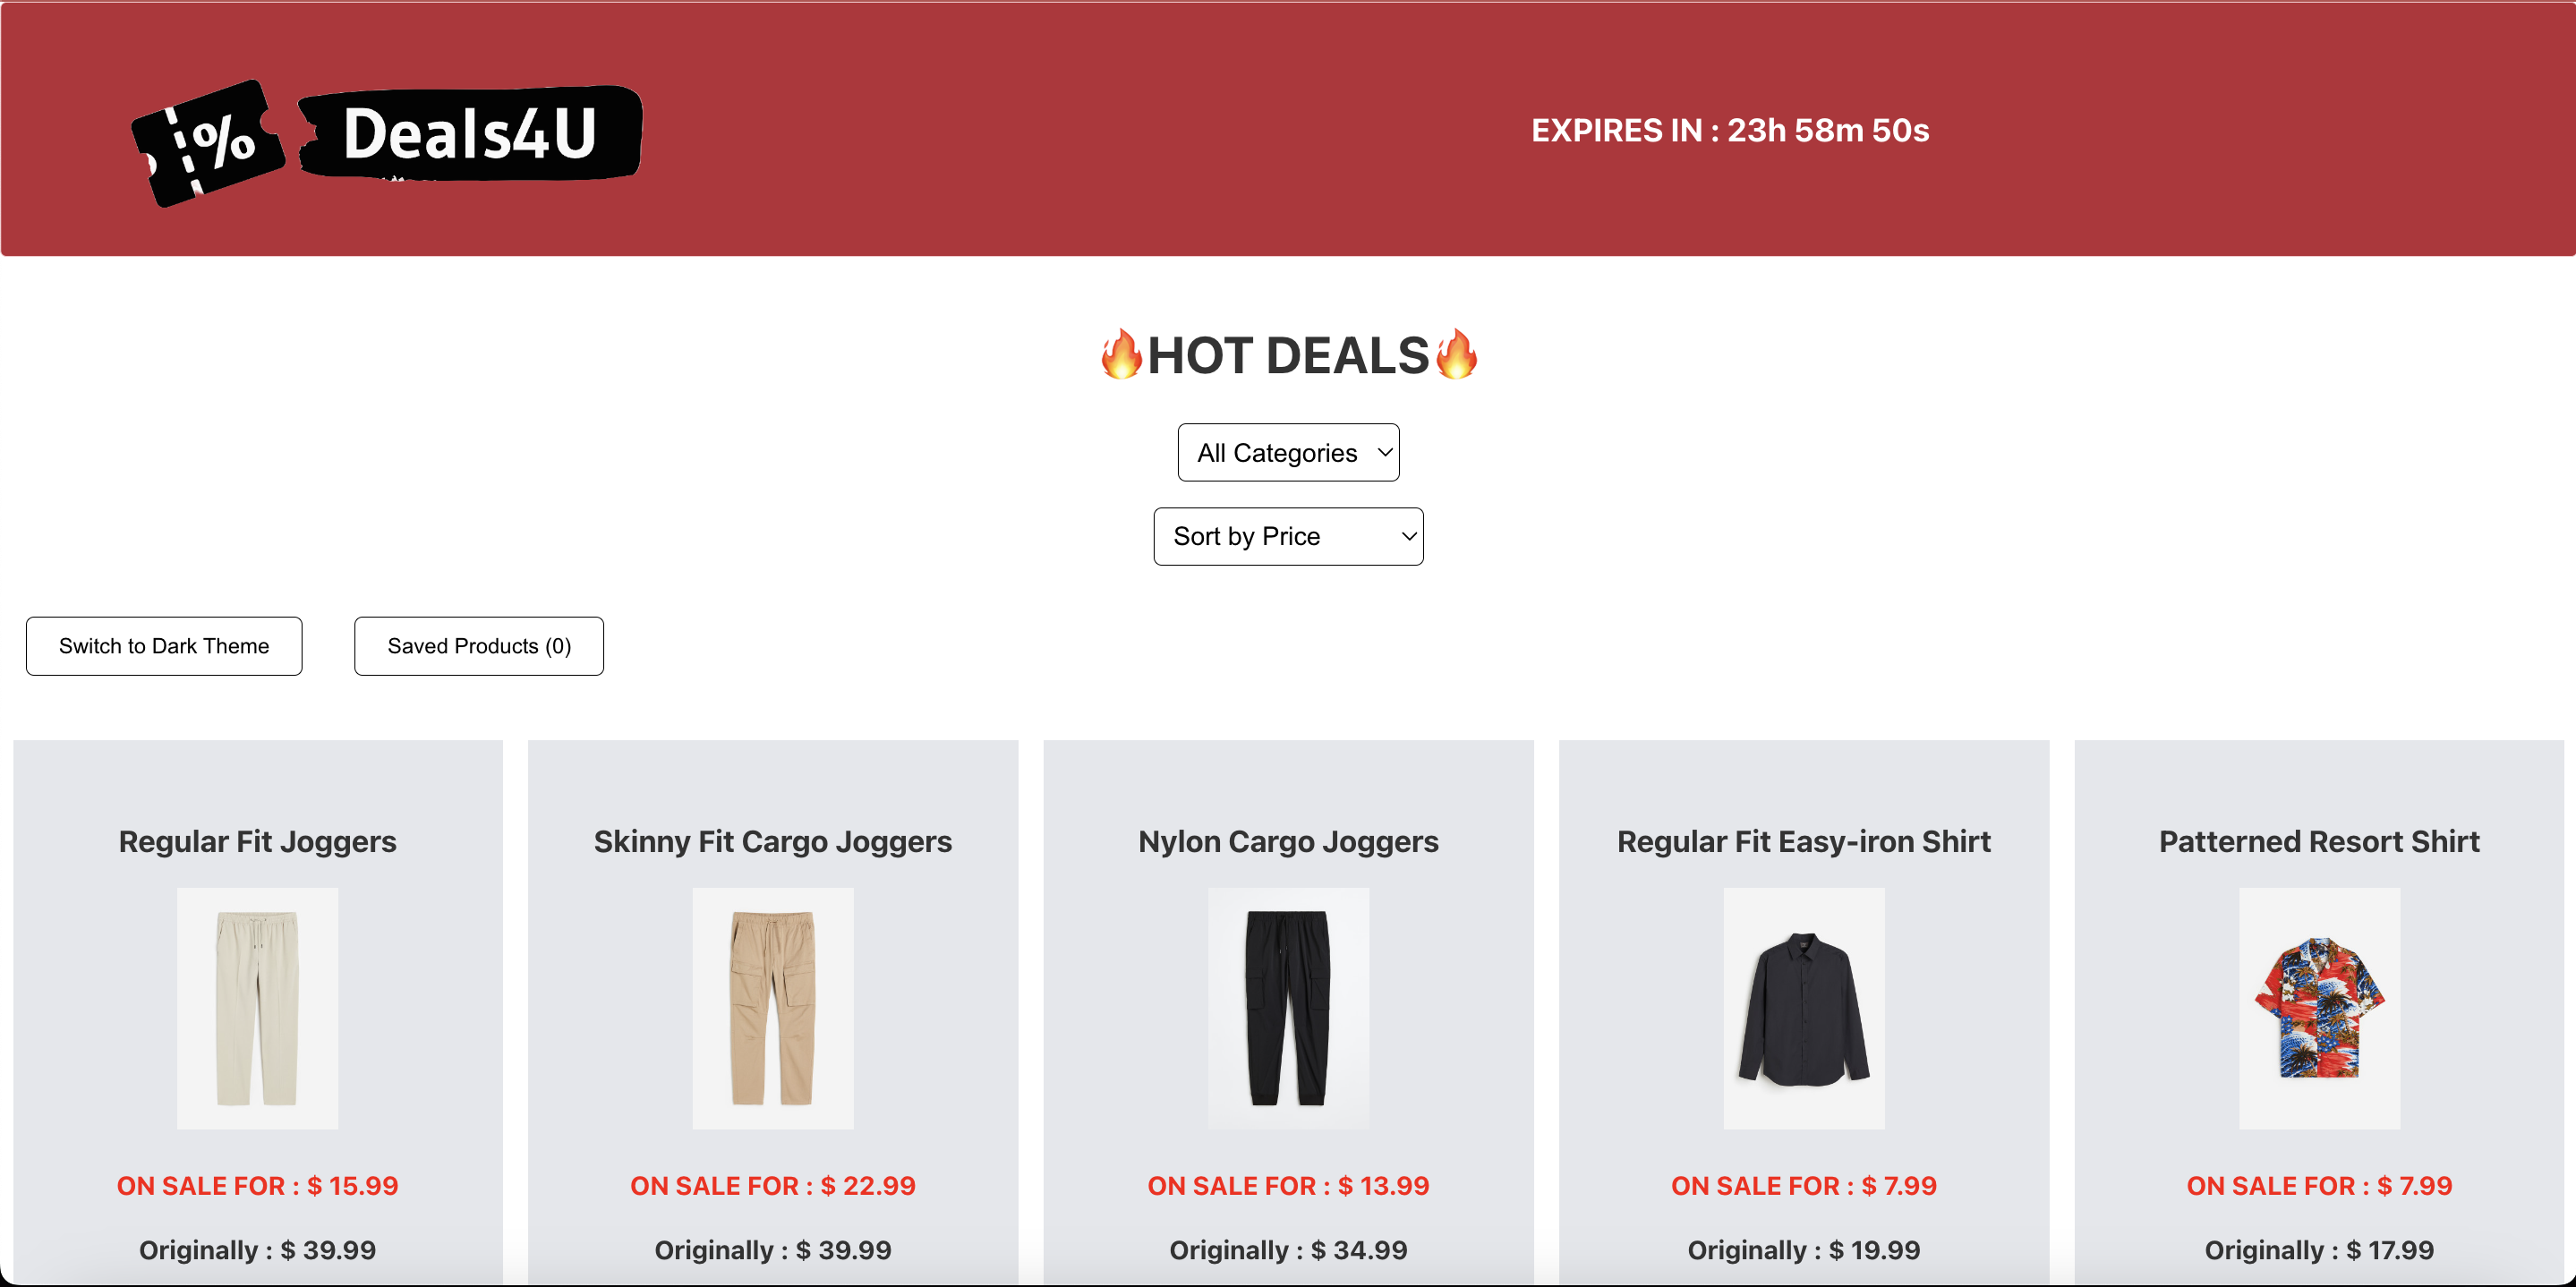 % Deals4U
EXPIRES IN : 23h 58m 50s
🔥HOT DEALS🔥
All Categories
Sort by Price
Switch to Dark Theme
Saved Products (0)
Regular Fit Joggers
ON SALE FOR : $ 15.99
Originally : $ 39.99
Skinny Fit Cargo Joggers
ON SALE FOR : $ 22.99
Originally : $ 39.99
Nylon Cargo Joggers
ON SALE FOR : $ 13.99
Originally : $ 34.99
Regular Fit Easy-iron Shirt
ON SALE FOR : $ 7.99
Originally : $ 19.99
Patterned Resort Shirt
ON SALE FOR : $ 7.99
Originally : $ 17.99